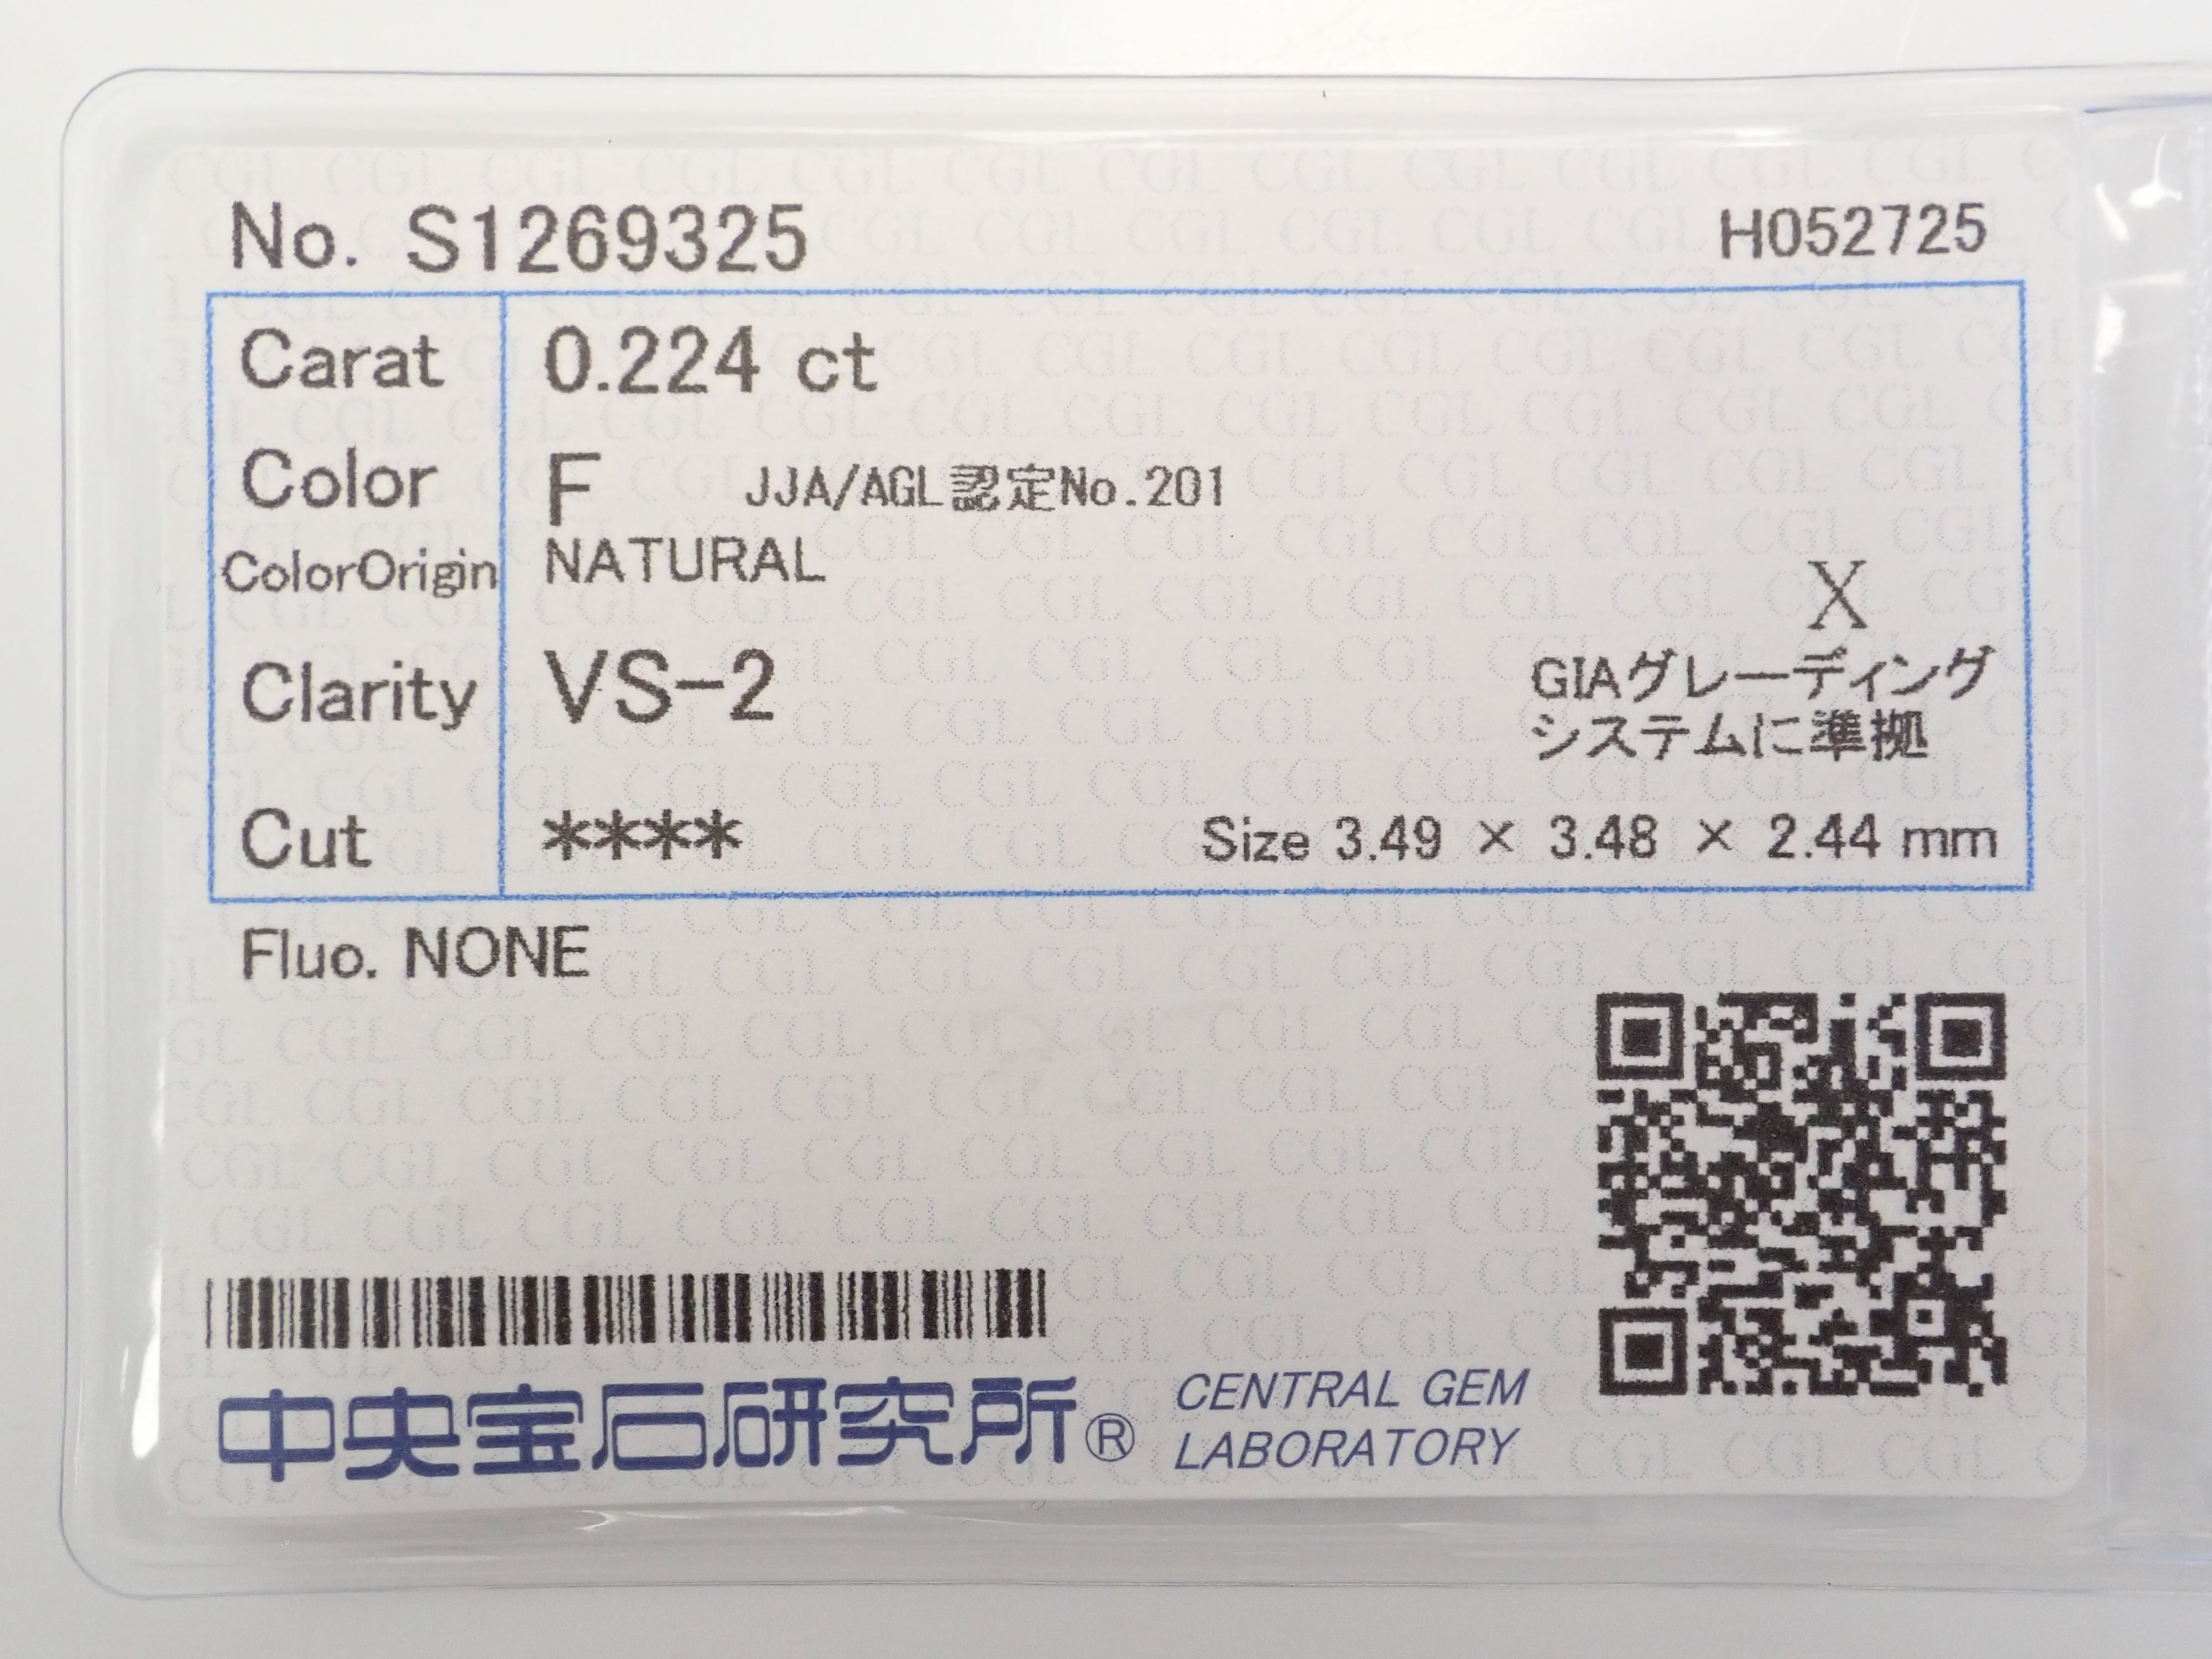 No. S1269325 H052725
Carat 0.224 ct
Color F JJA/AGL認定No.201
ColorOrigin NATURAL
X
Clarity VS-2 GIAグレーディング
システムに準拠
Cut **** Size 3.49 × 3.48 × 2.44 mm
Fluo. NONE
中央宝石研究所® CENTRAL GEM
LABORATORY